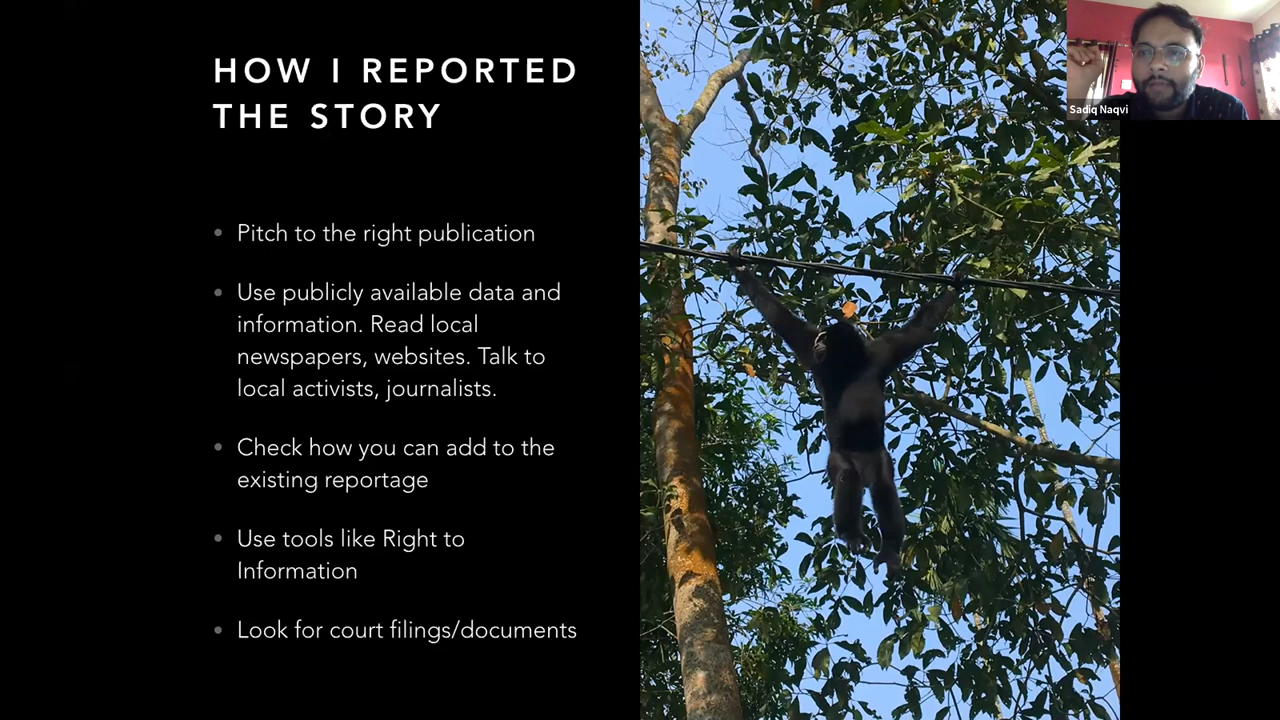 HOW I REPORTED
THE STORY
Pitch to the right publication
Use publicly available data and
information. Read local
newspapers, websites. Talk to
local activists, journalists.
Check how you can add to the
existing reportage
Use tools like Right to
Information
Look for court filings/documents
Sadiq Naqvi